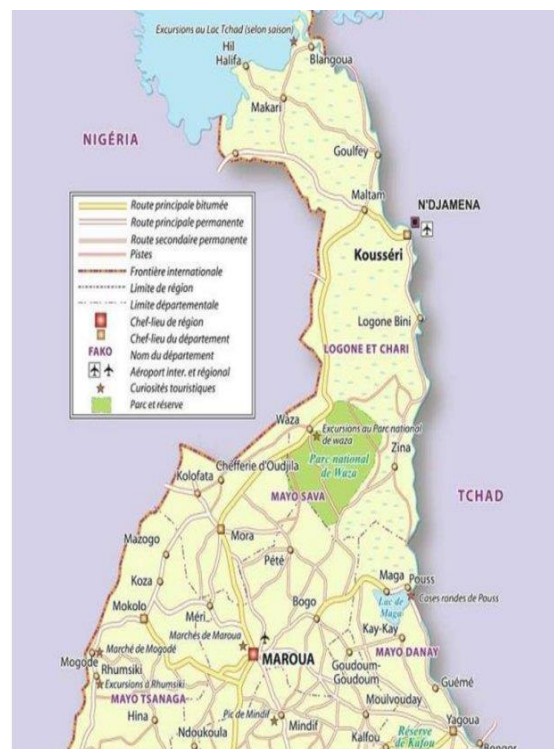 Excursions au Lac Tchad (selon saison)
Hil
Halifa
Blangoua
Makari
NIGÉRIA
Goulfey
Maltam
N'DJAMENA
Kousséri
Route principale bitumée
Route principale permanente
Route secondaire permanente
Pistes
Frontière internationale
Limite de région
Limite départementale
Chef-lieu de région
Chef-lieu du département
FAKO
Nom du département
Aéroport inter. et régional
Curiosités touristiques
Parc et réserve
Logone Bini
LOGONE ET CHARI
Waza
Excursions au Parc national
de waza
Parc national
de Waza
Zina
Chefferie d'Oudjila
Kolofata
MAYO SAVA
TCHAD
Mora
Mazogo
Pété
Koza
Maga
Pouss
Cases randes de Pouss
Lac de
Maga
Mokolo
Méri
Bogo
Kay-Kay
Marchés de Maroua
MAROUA
MAYO DANAY
Marché de Mogodé
Mogode
Rhumsiki
Excursions à Rhumsiki
Goudoum-
Goudoum
MAYO TSANAGA
Guémé
Hina
Pic de Mindif
Mindif
Moulvouday
Ndoukoula
Kalfou
Réserve
de Kafou
Yagoua